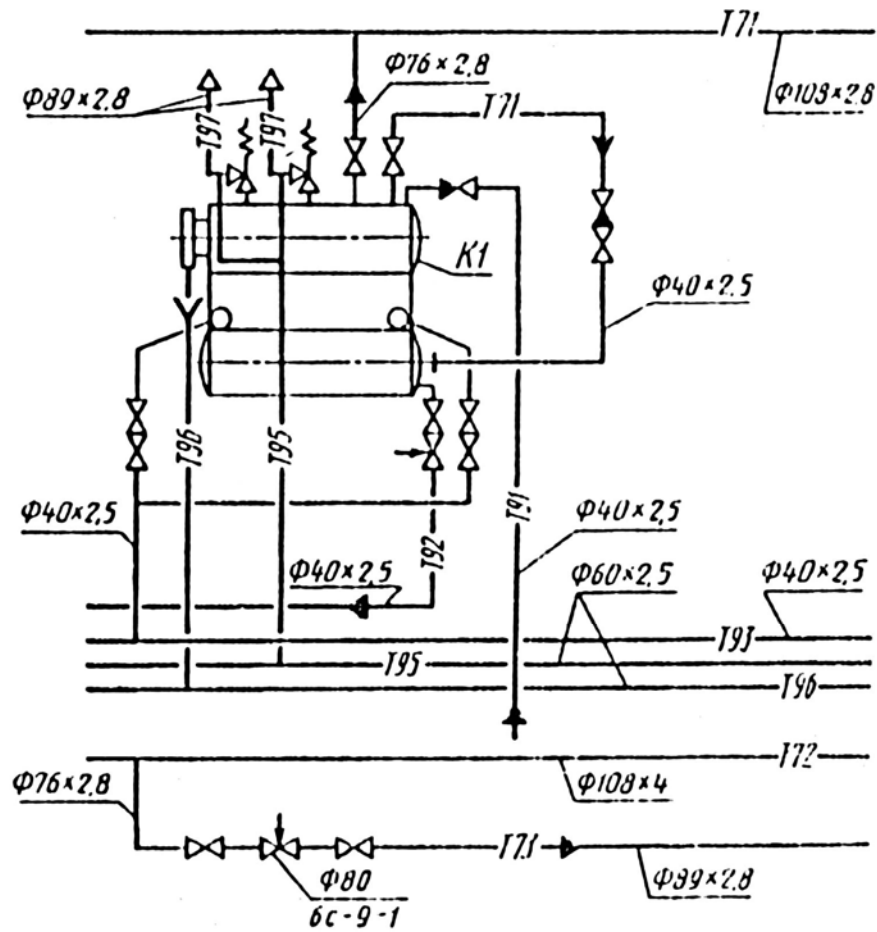 Т71
Ф76×2,8
Ф89×2,8
Ф108×2,8
Т71
Т97
Т97
К1
Ф40×2,5
Т96
Т95
Т91
Ф40×2,5
Ф40×2,5
Т92
Ф40×2,5
Ф60×2,5
Ф40×2,5
Т93
Т95
Т96
Т72
Ф76×2,8
Ф108×4
Т73
Ф80
6с-9-1
Ф89×2,8